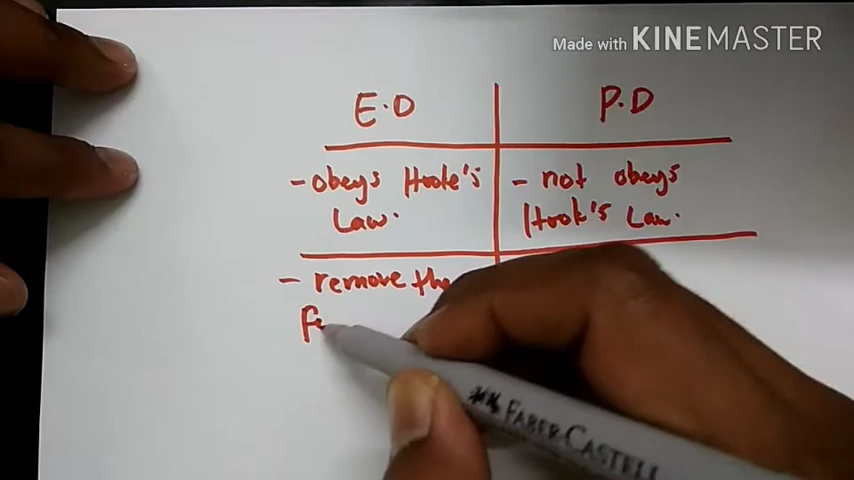 Made with KINEMASTER
E.D
P.D
- obeys Hooke's
Law.
- not obeys
Hook's Law.
- remove the
FABER-CASTELL